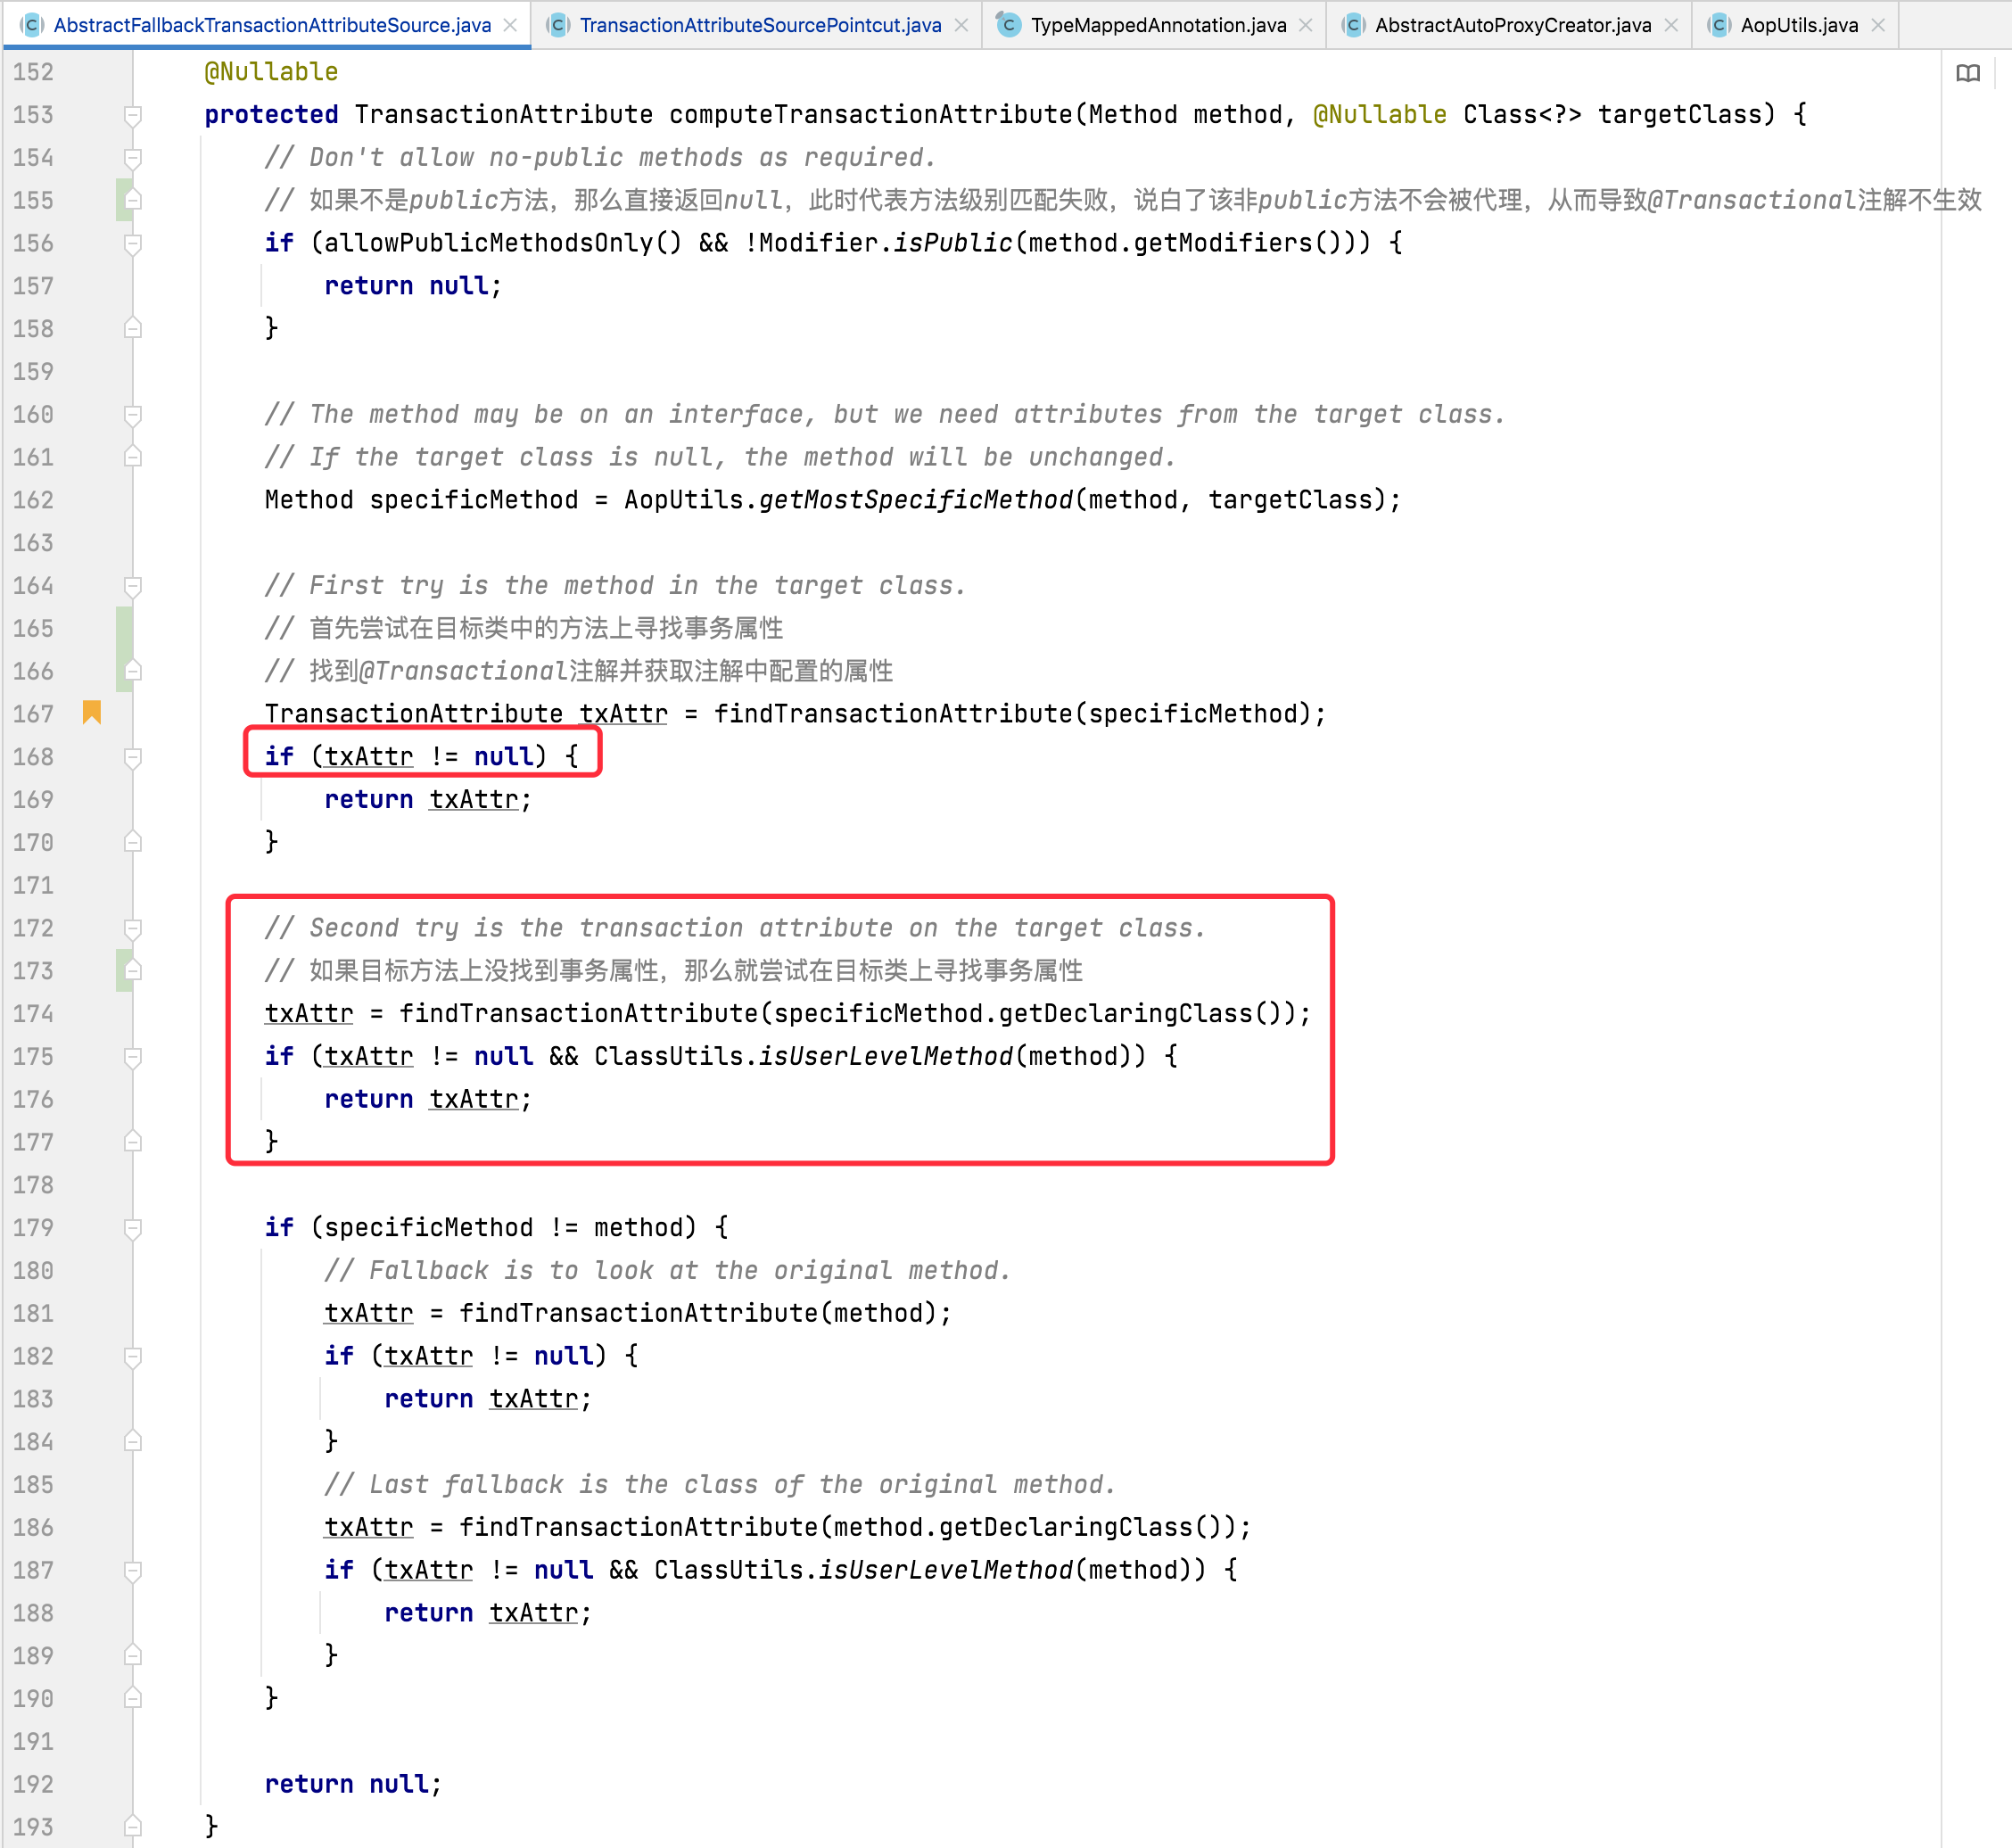 AbstractFallbackTransactionAttributeSource.java TransactionAttributeSourcePointcut.java TypeMappedAnnotation.java AbstractAutoProxyCreator.java AopUtils.java
152 @Nullable
153 protected TransactionAttribute computeTransactionAttribute(Method method, @Nullable Class<?> targetClass) {
154 // Don't allow no-public methods as required.
155 // 如果不是public方法，那么直接返回null，此时代表方法级别匹配失败，说白了该非public方法不会被代理，从而导致@Transactional注解不生效
156 if (allowPublicMethodsOnly() && !Modifier.isPublic(method.getModifiers())) {
157 return null;
158 }
159
160 // The method may be on an interface, but we need attributes from the target class.
161 // If the target class is null, the method will be unchanged.
162 Method specificMethod = AopUtils.getMostSpecificMethod(method, targetClass);
163
164 // First try is the method in the target class.
165 // 首先尝试在目标类中的方法上寻找事务属性
166 // 找到@Transactional注解并获取注解中配置的属性
167 TransactionAttribute txAttr = findTransactionAttribute(specificMethod);
168 if (txAttr != null) {
169 return txAttr;
170 }
171
172 // Second try is the transaction attribute on the target class.
173 // 如果目标方法上没找到事务属性，那么就尝试在目标类上寻找事务属性
174 txAttr = findTransactionAttribute(specificMethod.getDeclaringClass());
175 if (txAttr != null && ClassUtils.isUserLevelMethod(method)) {
176 return txAttr;
177 }
178
179 if (specificMethod != method) {
180 // Fallback is to look at the original method.
181 txAttr = findTransactionAttribute(method);
182 if (txAttr != null) {
183 return txAttr;
184 }
185 // Last fallback is the class of the original method.
186 txAttr = findTransactionAttribute(method.getDeclaringClass());
187 if (txAttr != null && ClassUtils.isUserLevelMethod(method)) {
188 return txAttr;
189 }
190 }
191
192 return null;
193 }